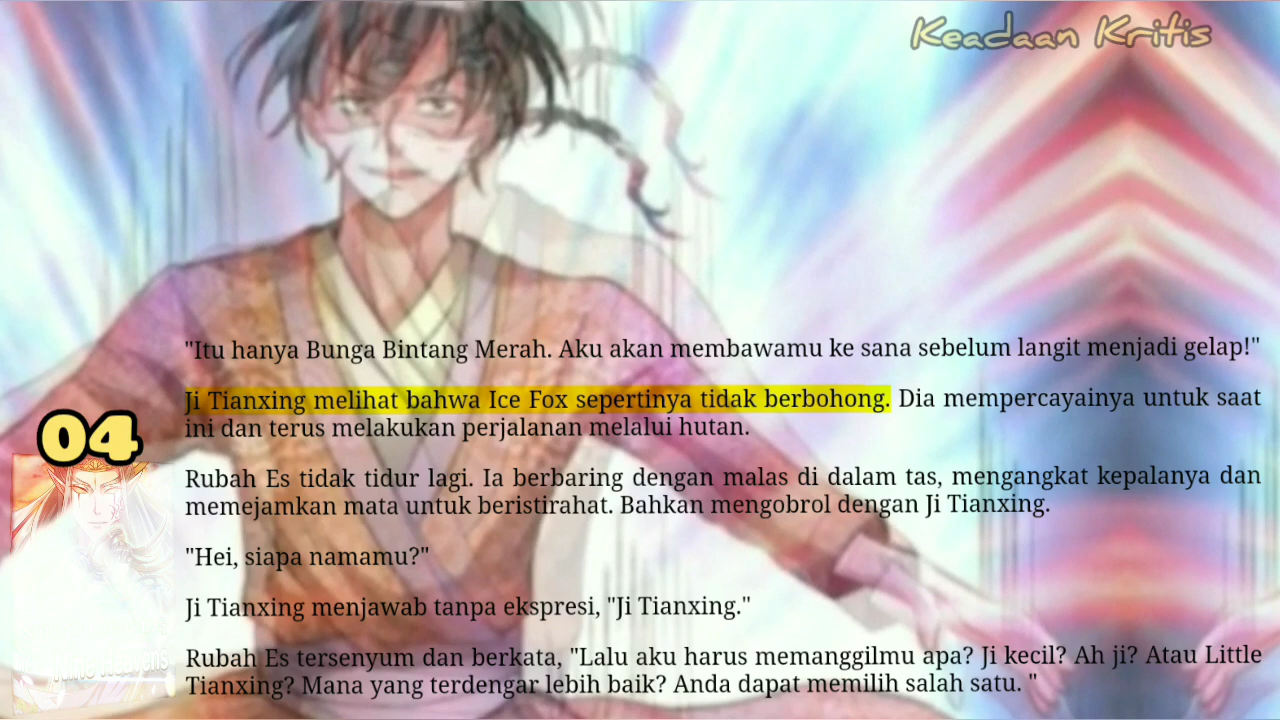 Keadaan Kritis
"Itu hanya Bunga Bintang Merah. Aku akan membawamu ke sana sebelum langit menjadi gelap!"
Ji Tianxing melihat bahwa Ice Fox sepertinya tidak berbohong. Dia mempercayainya untuk saat
ini dan terus melakukan perjalanan melalui hutan.
04
Rubah Es tidak tidur lagi. Ia berbaring dengan malas di dalam tas, mengangkat kepalanya dan
memejamkan mata untuk beristirahat. Bahkan mengobrol dengan Ji Tianxing.
"Hei, siapa namamu?"
Ji Tianxing menjawab tanpa ekspresi, "Ji Tianxing."
Rubah Es tersenyum dan berkata, "Lalu aku harus memanggilmu apa? Ji kecil? Ah ji? Atau Little
Tianxing? Mana yang terdengar lebih baik? Anda dapat memilih salah satu. "